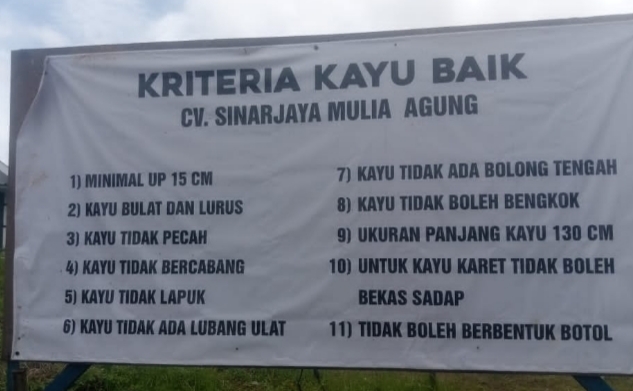 KRITERIA KAYU BAIK
CV. SINARJAYA MULIA AGUNG
1) MINIMAL UP 15 CM
2) KAYU BULAT DAN LURUS
3) KAYU TIDAK PECAH
4) KAYU TIDAK BERCABANG
5) KAYU TIDAK LAPUK
6) KAYU TIDAK ADA LUBANG ULAT
7) KAYU TIDAK ADA BOLONG TENGAH
8) KAYU TIDAK BOLEH BENGKOK
9) UKURAN PANJANG KAYU 130 CM
10) UNTUK KAYU KARET TIDAK BOLEH
BEKAS SADAP
11) TIDAK BOLEH BERBENTUK BOTOL